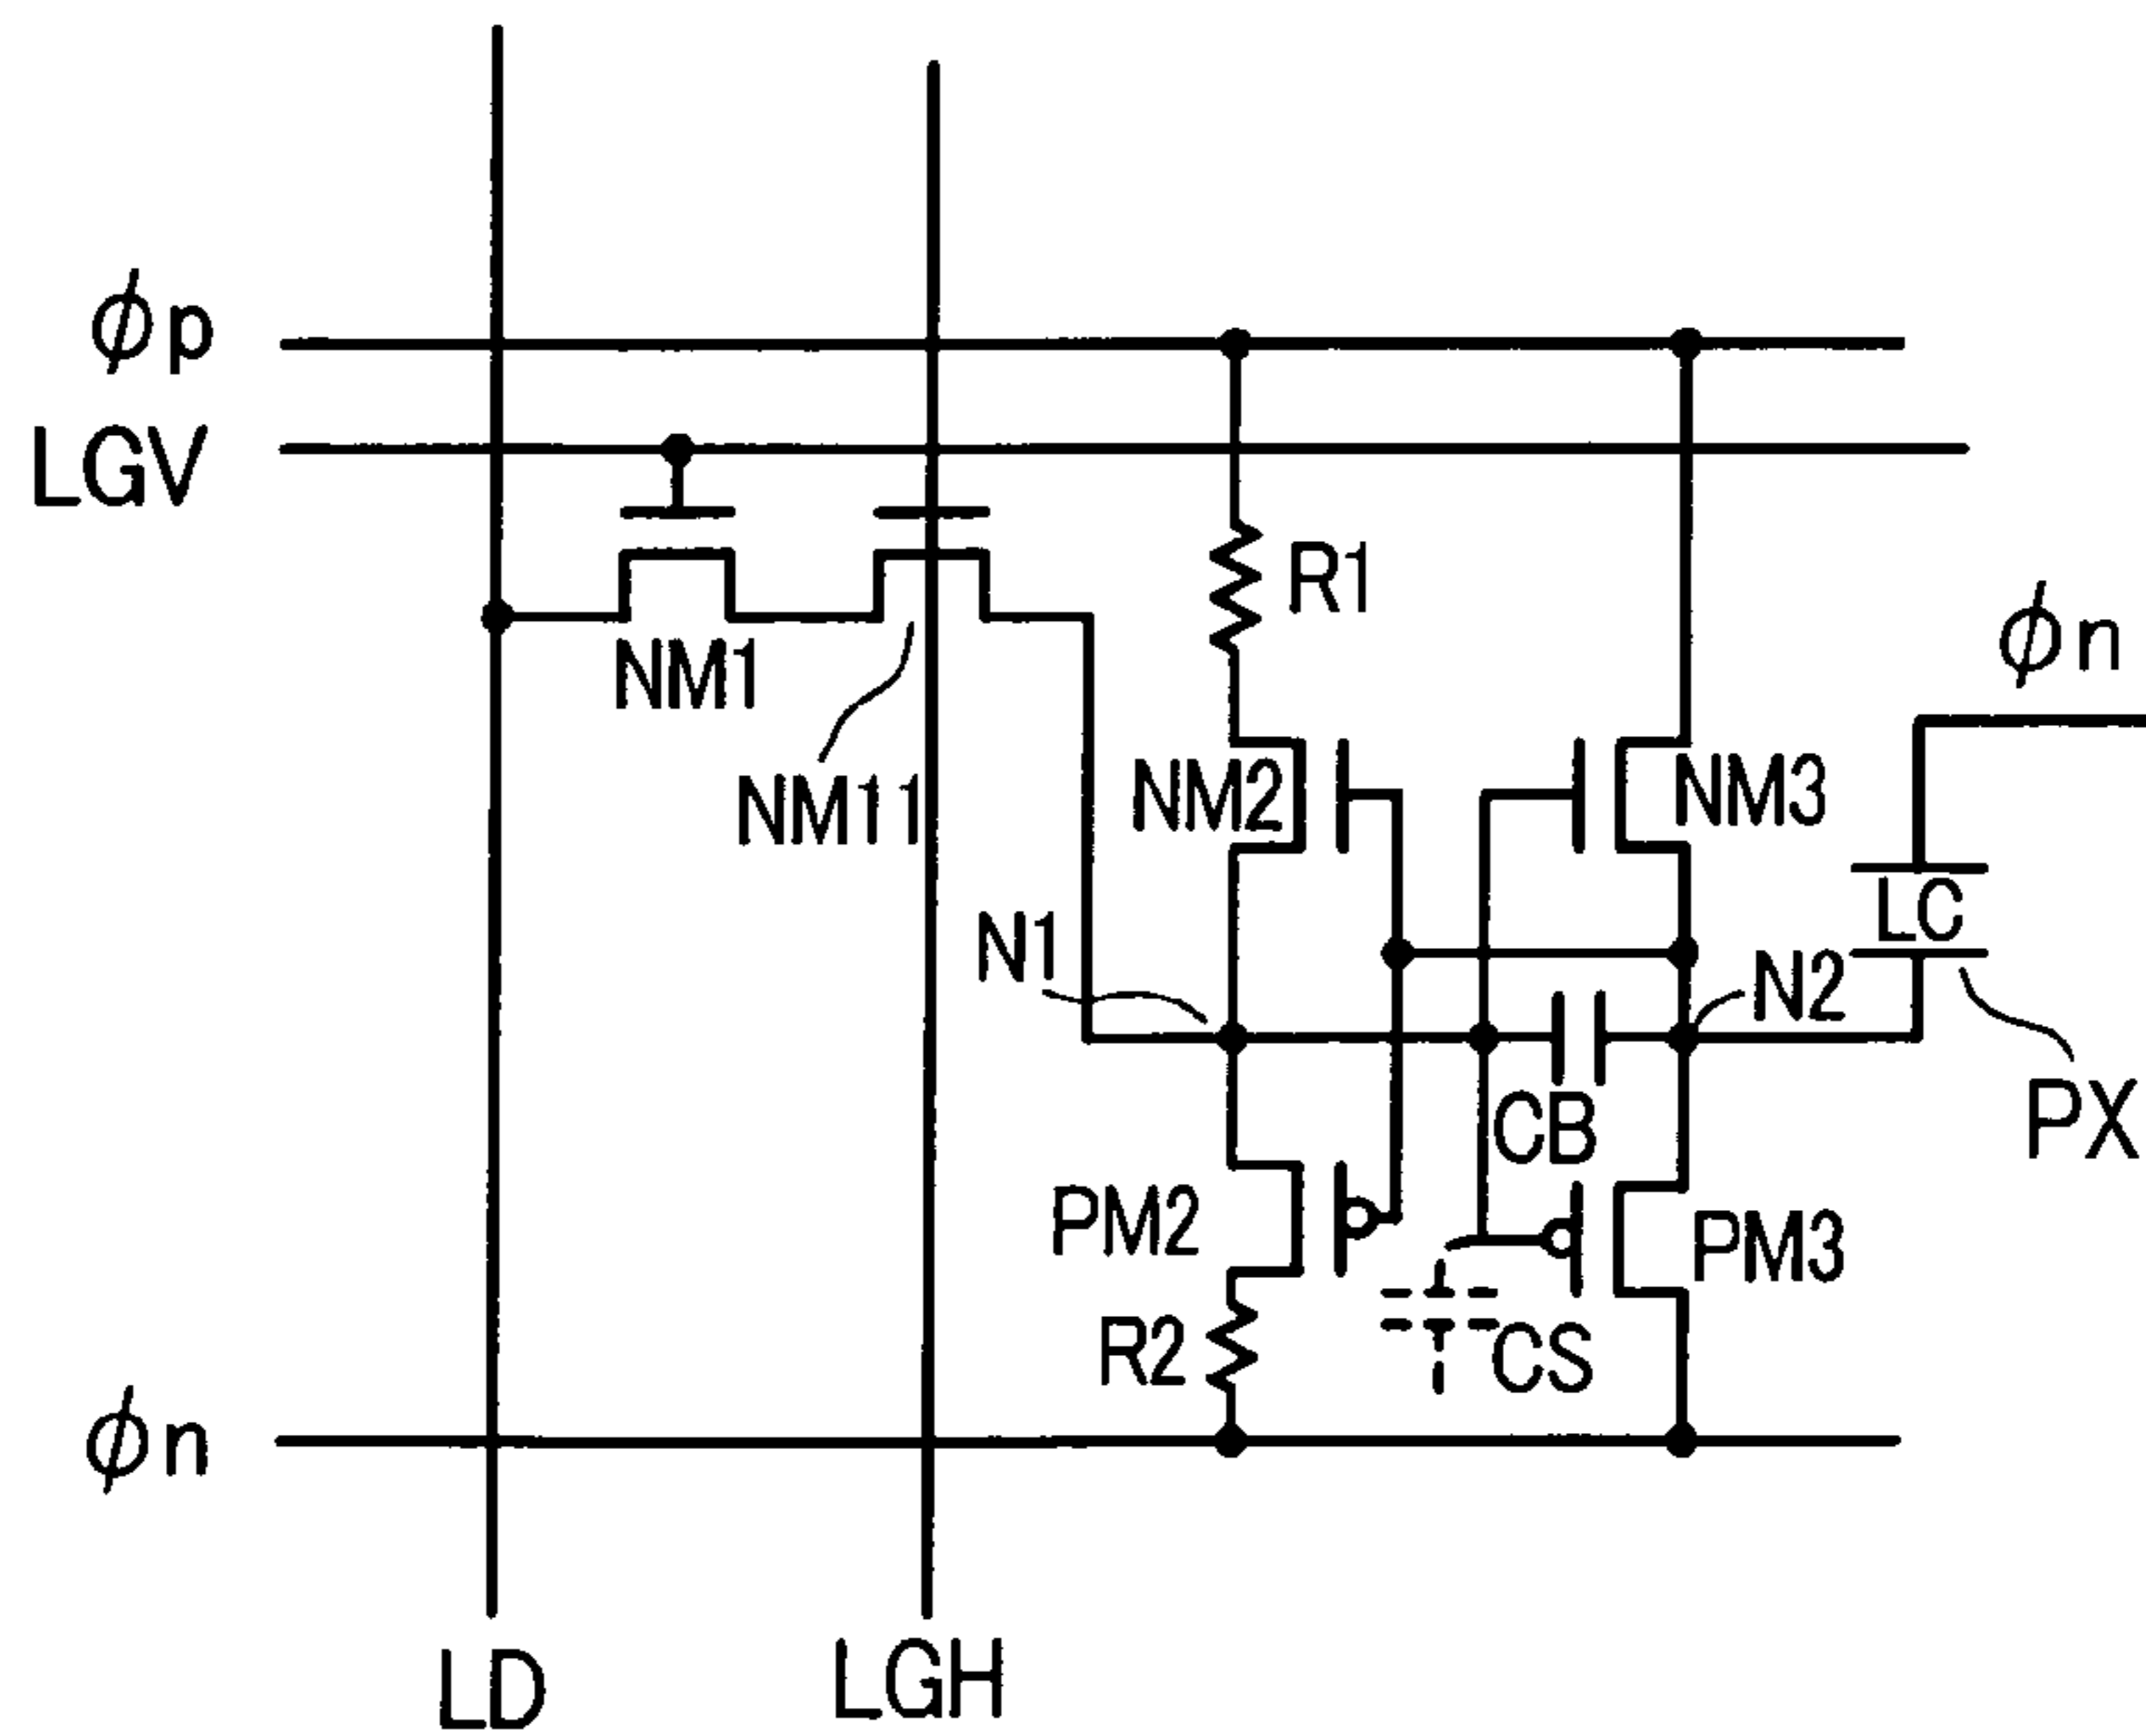 ϕp
LGV
R1
ϕn
NM1
NM11
NM2
NM3
LC
N1
N2
PX
CB
PM2
PM3
R2
CS
ϕn
LD
LGH